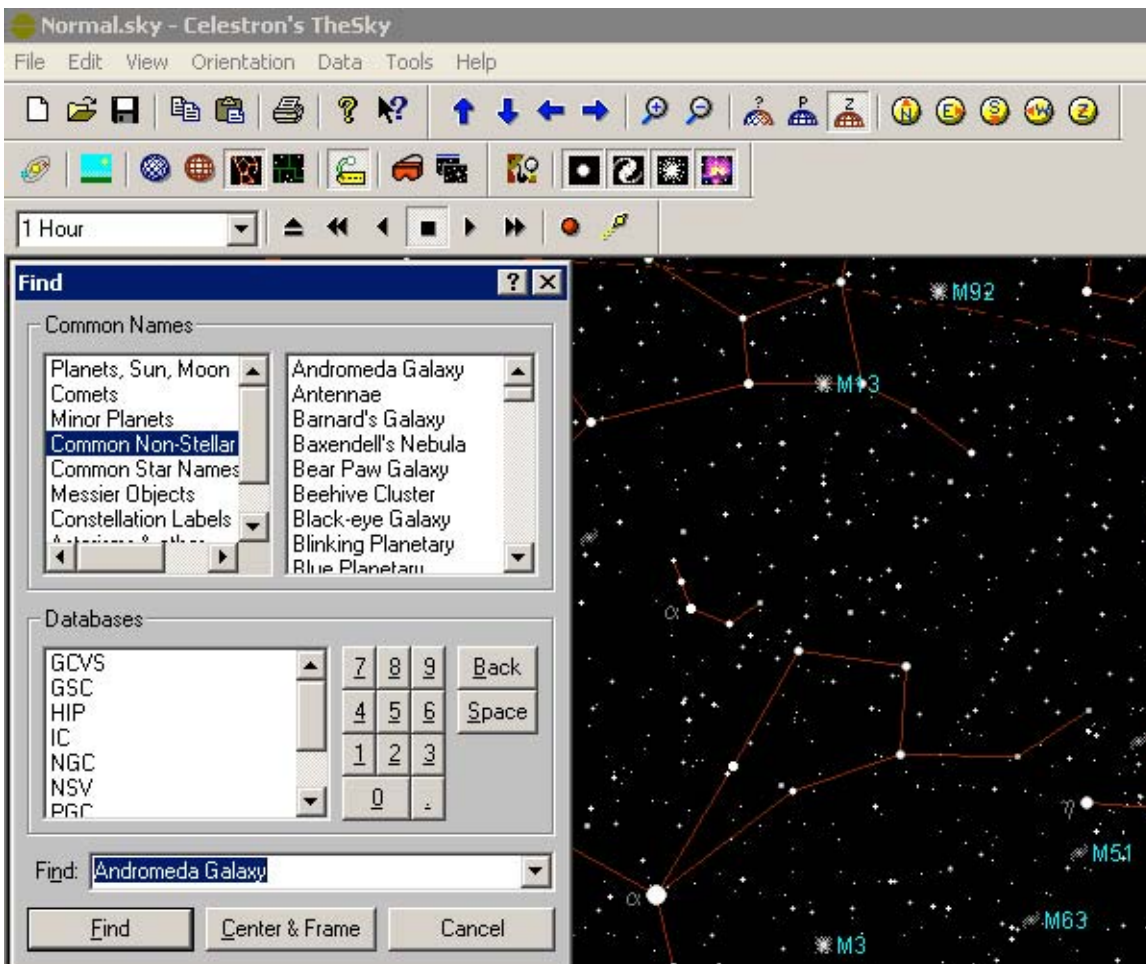 Normal.sky - Celestron's TheSky
File Edit View Orientation Data Tools Help
? P Z N E S W Z
1 Hour
Find
Common Names
Planets, Sun, Moon
Comets
Minor Planets
Common Non-Stellar
Common Star Names
Messier Objects
Constellation Labels
Andromeda Galaxy
Antennae
Barnard's Galaxy
Baxendell's Nebula
Bear Paw Galaxy
Beehive Cluster
Black-eye Galaxy
Blinking Planetary
Blue Planetary
Databases
GCVS
GSC
HIP
IC
NGC
NSV
PGC
7 8 9 Back
4 5 6 Space
1 2 3
0 .
Find: Andromeda Galaxy
Find Center & Frame Cancel
M92
M13
α
η
M51
α
M63
M3